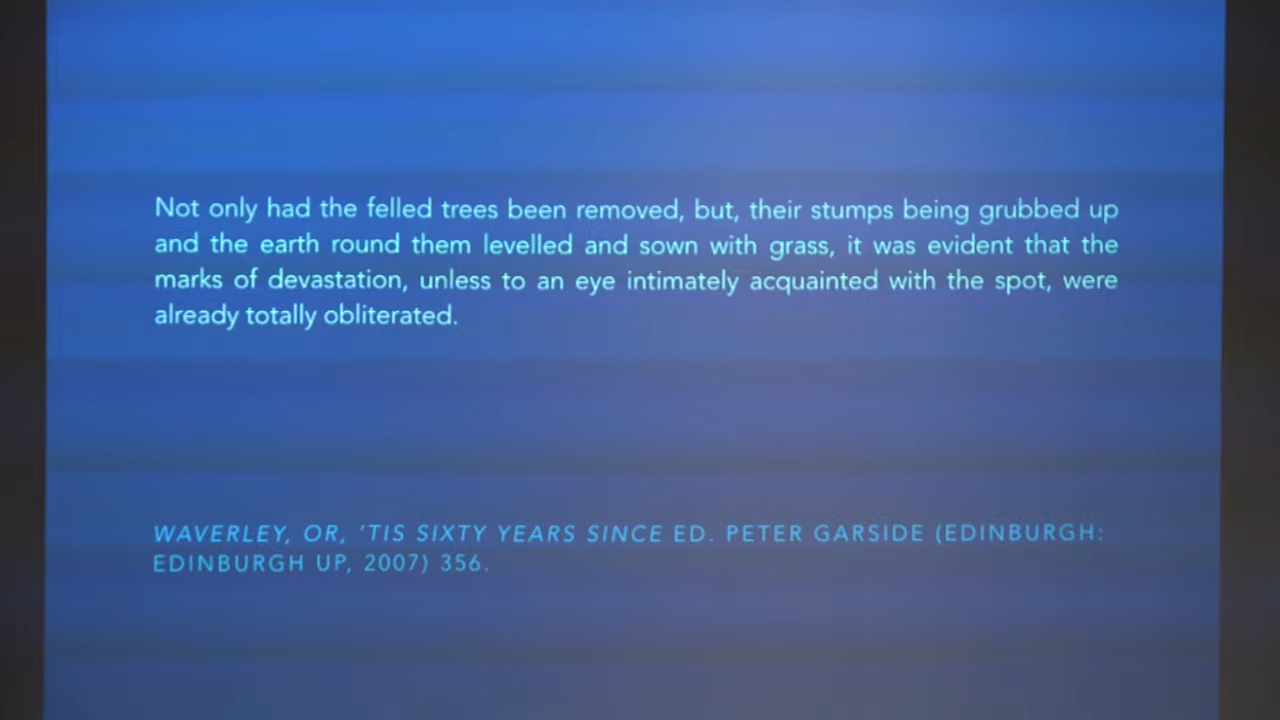 Not only had the felled trees been removed, but, their stumps being grubbed up
and the earth round them levelled and sown with grass, it was evident that the
marks of devastation, unless to an eye intimately acquainted with the spot, were
already totally obliterated.
WAVERLEY, OR, ‘TIS SIXTY YEARS SINCE ED. PETER GARSIDE (EDINBURGH:
EDINBURGH UP, 2007) 356.